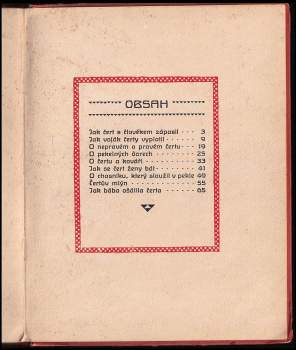 OBSAH
Jak čert s člověkem zápasil 3
Jak voják čerty vyplatil 9
O nepravém a pravém čertu 19
O pekelných darech 25
O čertu a kováři 33
Jak se čert ženy bál 41
O chasníku, který sloužil v pekle 49
Čertův mlýn 55
Jak bába ošálila čerta 65